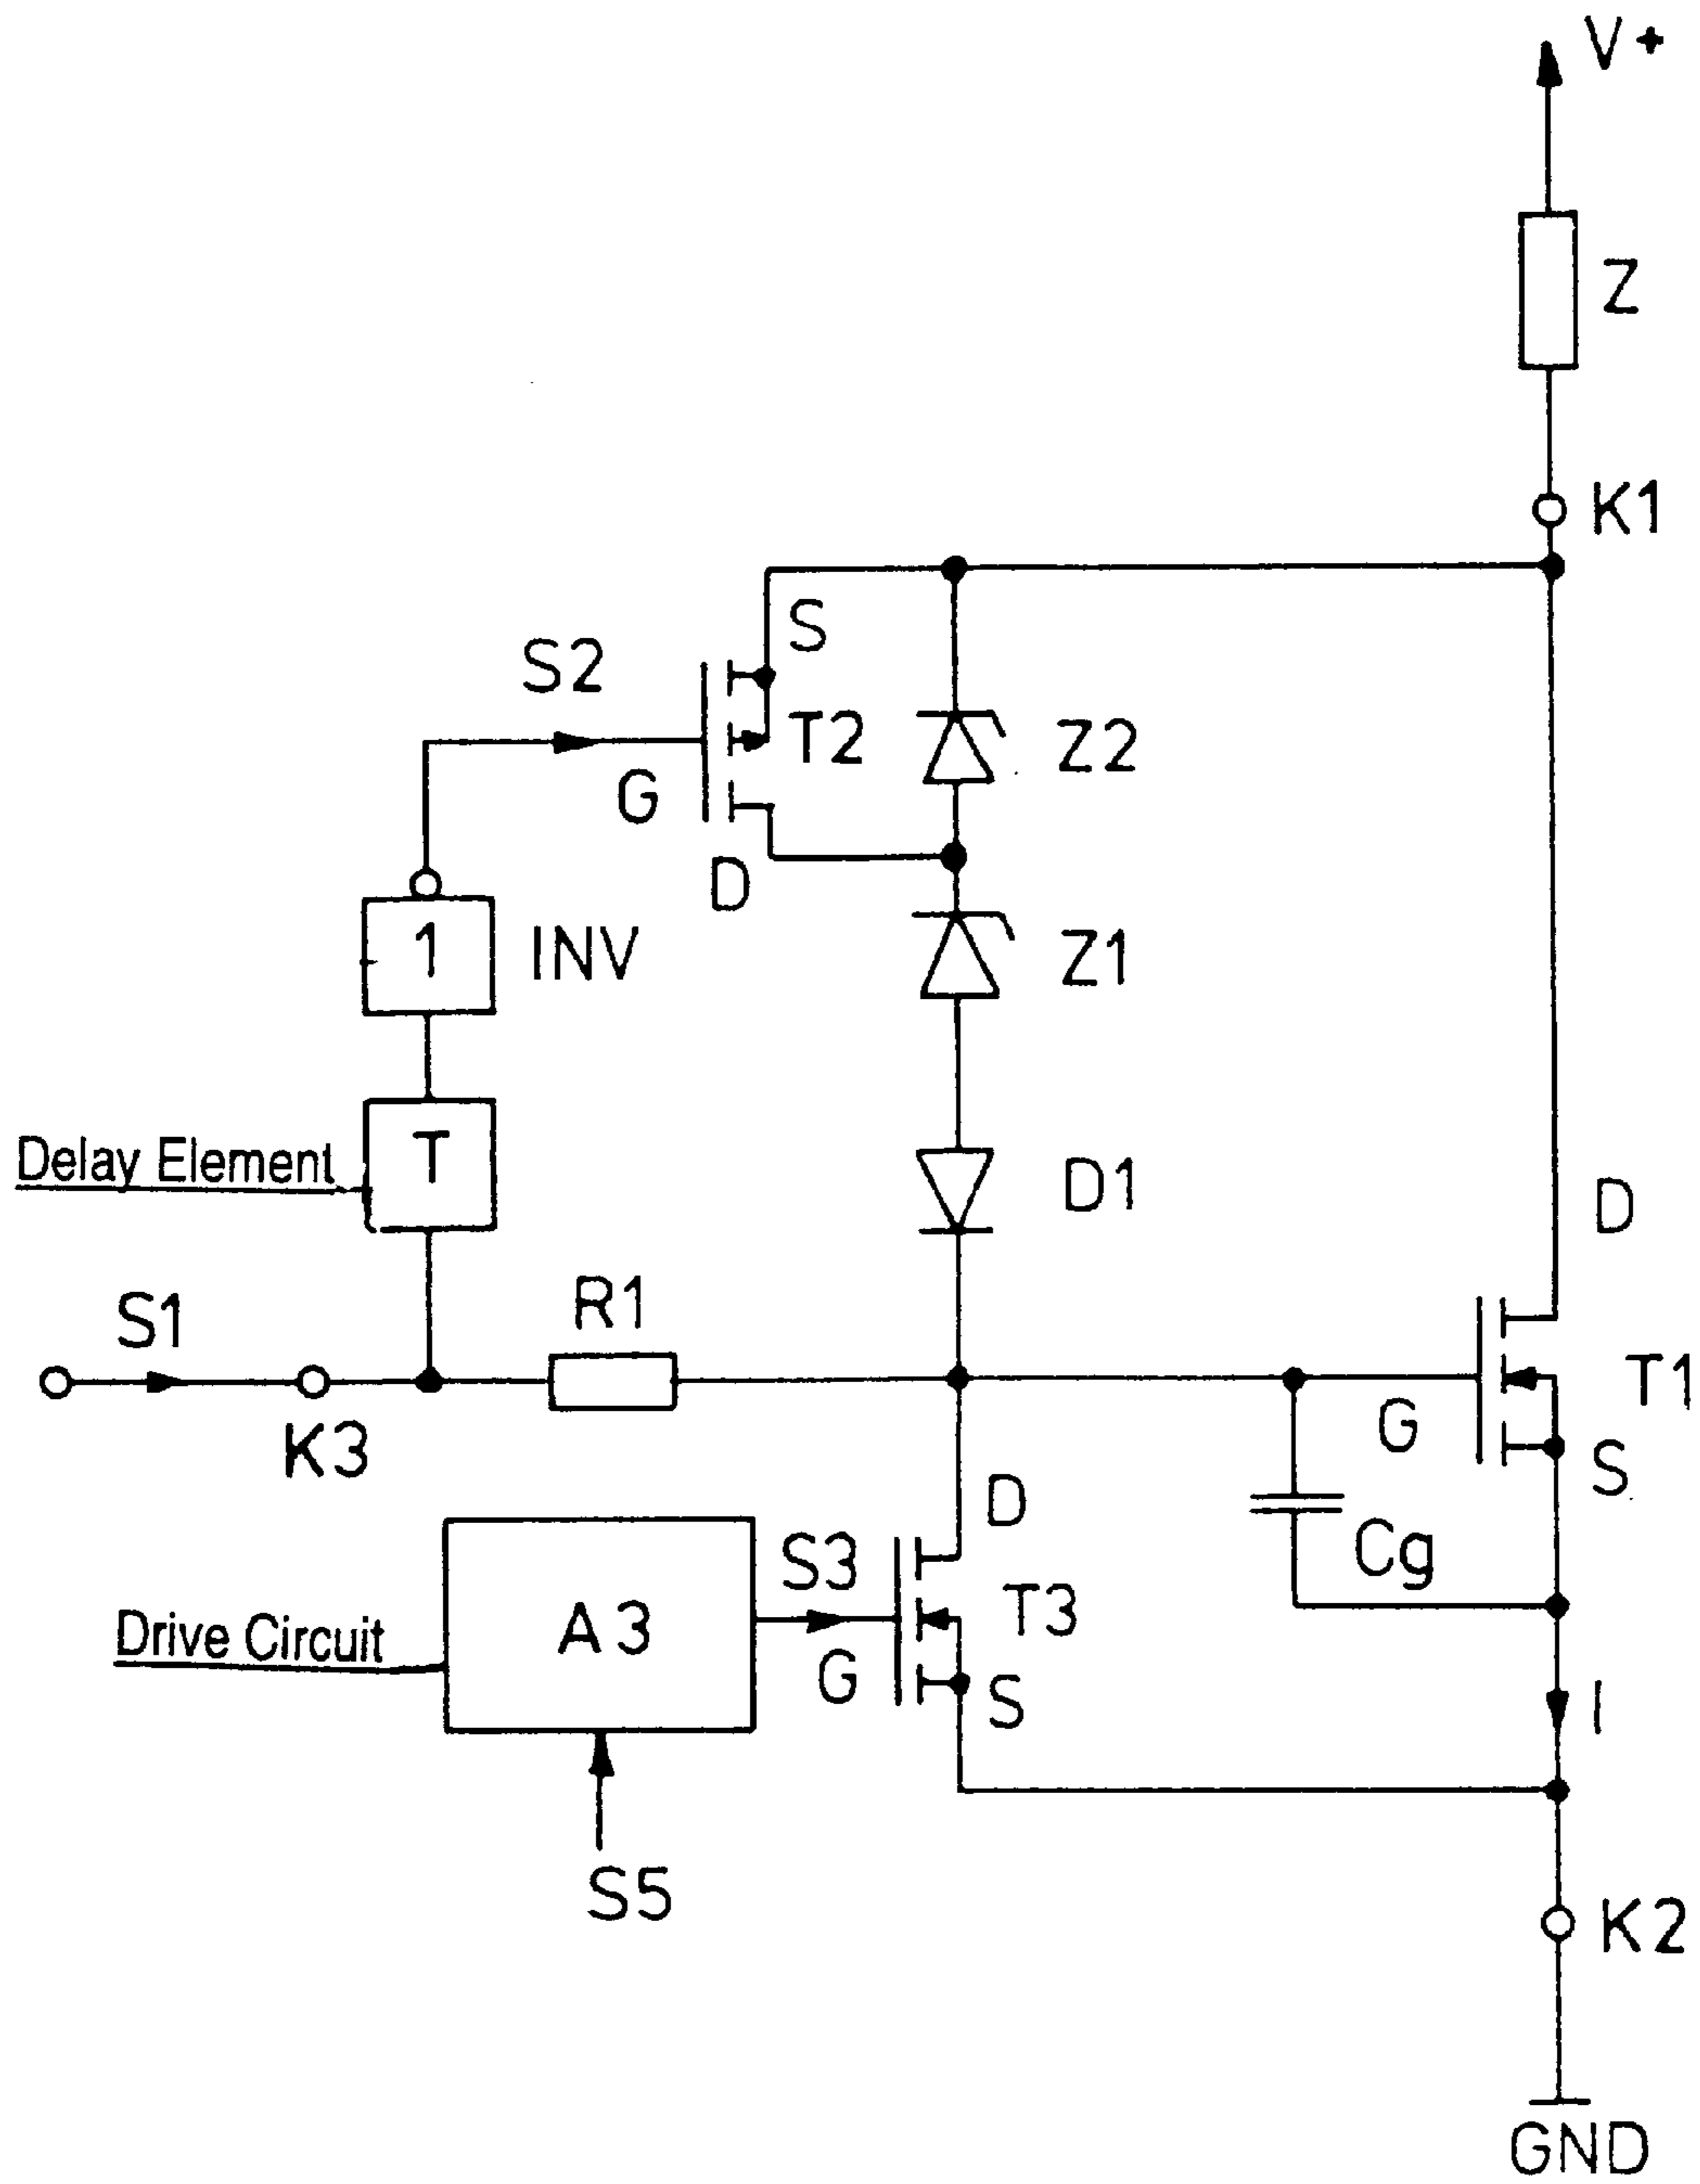 V+
Z
K1
S
S2
T2
Z2
G
D
1
INV
Z1
Delay Element
T
D1
D
S1
R1
T1
G
K3
S
D
S3
Cg
A3
T3
Drive Circuit
G
S
I
S5
K2
GND